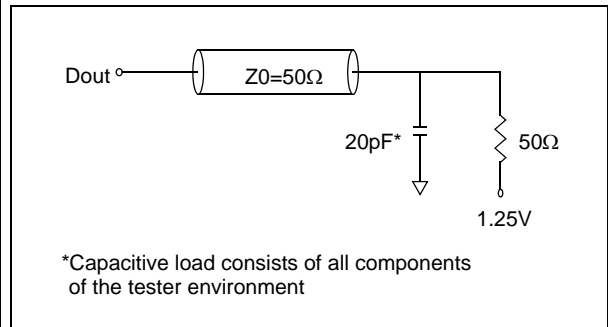 Dout
Z0=50Ω
20pF*
50Ω
1.25V
*Capacitive load consists of all components
of the tester environment